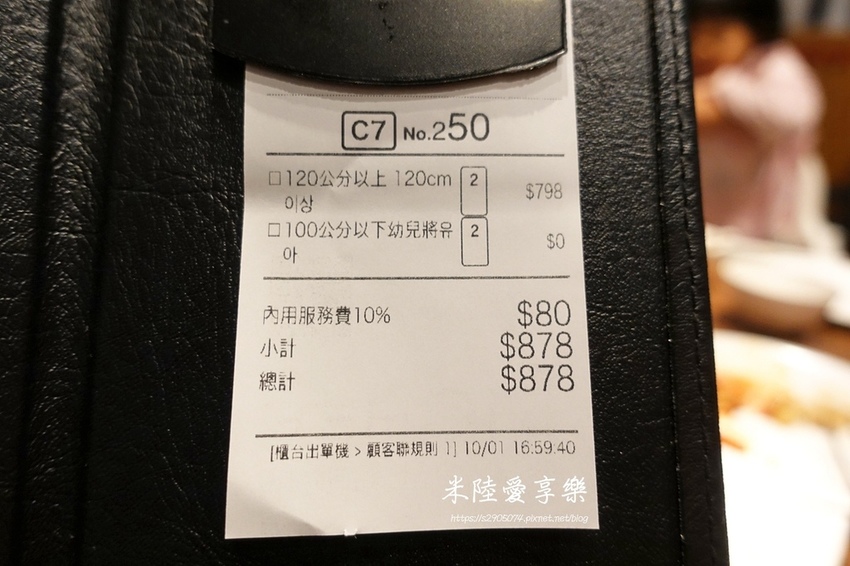 C7 No.250
□120公分以上 120cm 2 $798
이상
□100公分以下幼兒將유 2 $0
아
內用服務費10% $80
小計 $878
總計 $878
[櫃台出單機 > 顧客聯規則 1] 10/01 16:59:40
米陸愛享樂
https://s2906074.pixnet.net/blog